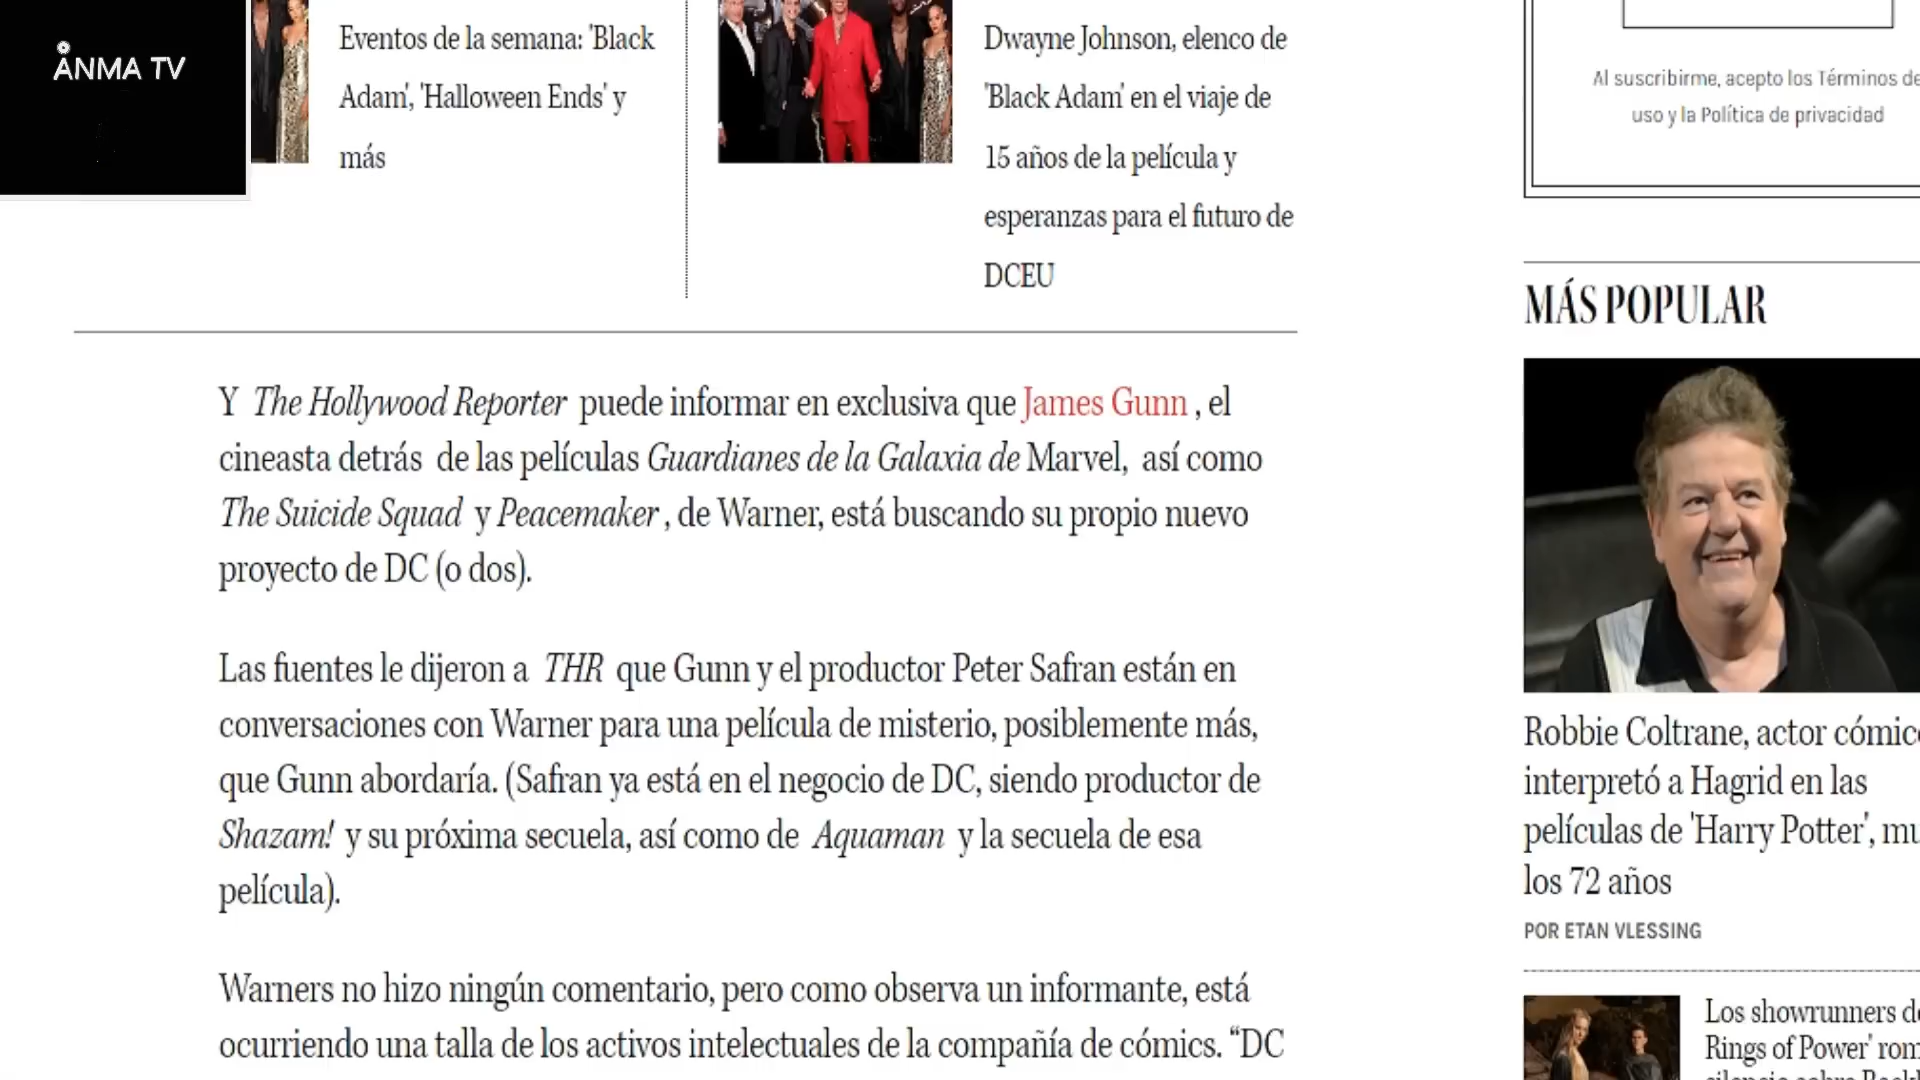 ANMA TV
Eventos de la semana: 'Black
Adam', 'Halloween Ends' y
más
Dwayne Johnson, elenco de
'Black Adam' en el viaje de
15 años de la película y
esperanzas para el futuro de
DCEU
Y The Hollywood Reporter puede informar en exclusiva que James Gunn , el
cineasta detrás de las películas Guardianes de la Galaxia de Marvel, así como
The Suicide Squad y Peacemaker , de Warner, está buscando su propio nuevo
proyecto de DC (o dos).
Las fuentes le dijeron a THR que Gunn y el productor Peter Safran están en
conversaciones con Warner para una película de misterio, posiblemente más,
que Gunn abordaría. (Safran ya está en el negocio de DC, siendo productor de
Shazam! y su próxima secuela, así como de Aquaman y la secuela de esa
película).
Warners no hizo ningún comentario, pero como observa un informante, está
ocurriendo una talla de los activos intelectuales de la compañía de cómics. “DC
Al suscribirme, acepto los Términos de
uso y la Política de privacidad
MÁS POPULAR
Robbie Coltrane, actor cómic
interpretó a Hagrid en las
películas de 'Harry Potter', mu
los 72 años
POR ETAN VLESSING
Los showrunners d
Rings of Power' rom